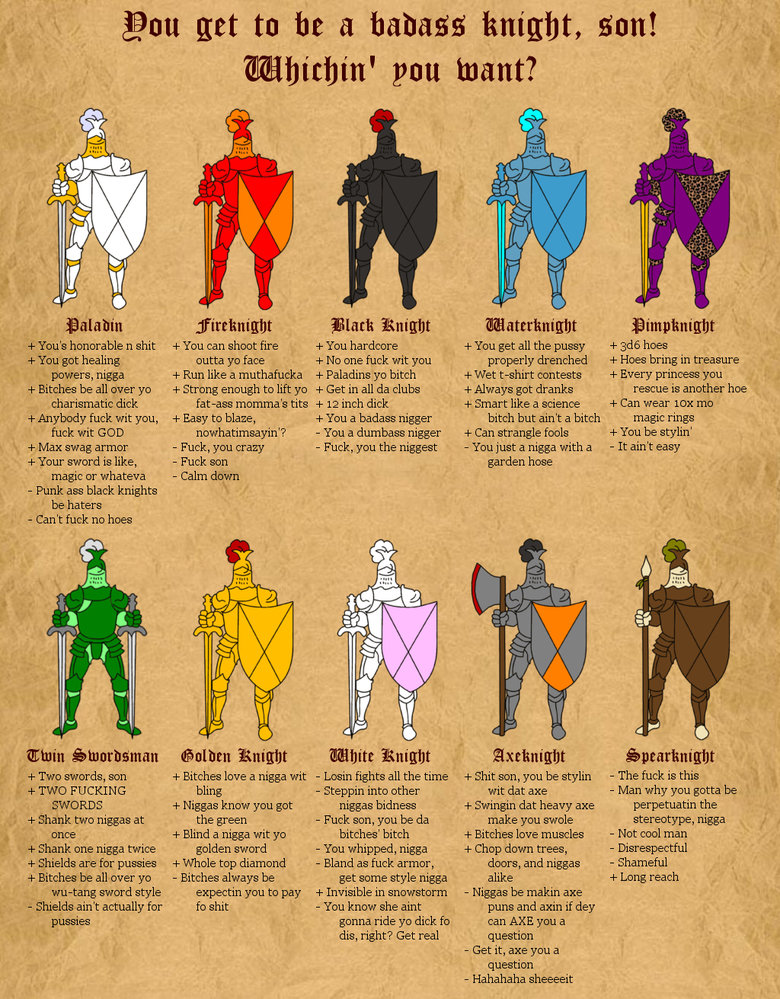 You get to be a badass knight, son!
Whichin' you want?
Paladin
+ You's honorable n shit
+ You got healing
powers, nigga
+ Bitches be all over yo
charismatic dick
+ Anybody fuck wit you,
fuck wit GOD
+ Max swag armor
+ Your sword is like,
magic or whateva
- Punk ass black knights
be haters
- Can't fuck no hoes
Fireknight
+ You can shoot fire
outta yo face
+ Run like a muthafucka
+ Strong enough to lift yo
fat-ass momma's tits
+ Easy to blaze,
nowhatimsayin'?
- Fuck, you crazy
- Fuck son
- Calm down
Black Knight
+ You hardcore
+ No one fuck wit you
+ Paladins yo bitch
+ Get in all da clubs
+ 12 inch dick
+ You a badass nigger
- You a dumbass nigger
- Fuck, you the niggest
Waterknight
+ You get all the pussy
properly drenched
+ Wet t-shirt contests
+ Always got dranks
+ Smart like a science
bitch but ain't a bitch
+ Can strangle fools
- You just a nigga with a
garden hose
Pimpknight
+ 3d6 hoes
+ Hoes bring in treasure
+ Every princess you
rescue is another hoe
+ Can wear 10x mo
magic rings
+ You be stylin'
- It ain't easy
Twin Swordsman
+ Two swords, son
+ TWO FUCKING
SWORDS
+ Shank two niggas at
once
+ Shank one nigga twice
+ Shields are for pussies
+ Bitches be all over yo
wu-tang sword style
- Shields ain't actually for
pussies
Golden Knight
+ Bitches love a nigga wit
bling
+ Niggas know you got
the green
+ Blind a nigga wit yo
golden sword
+ Whole top diamond
- Bitches always be
expectin you to pay
fo shit
White Knight
- Losin fights all the time
- Steppin into other
niggas bidness
- Fuck son, you be da
bitches' bitch
- You whipped, nigga
- Bland as fuck armor,
get some style nigga
+ Invisible in snowstorm
- You know she aint
gonna ride yo dick fo
dis, right? Get real
Axeknight
+ Shit son, you be stylin
wit dat axe
+ Swingin dat heavy axe
make you swole
+ Bitches love muscles
+ Chop down trees,
doors, and niggas
alike
- Niggas be makin axe
puns and axin if dey
can AXE you a
question
- Get it, axe you a
question
- Hahahaha sheeeeit
Spearknight
- The fuck is this
- Man why you gotta be
perpetuatin the
stereotype, nigga
- Not cool man
- Disrespectful
- Shameful
+ Long reach